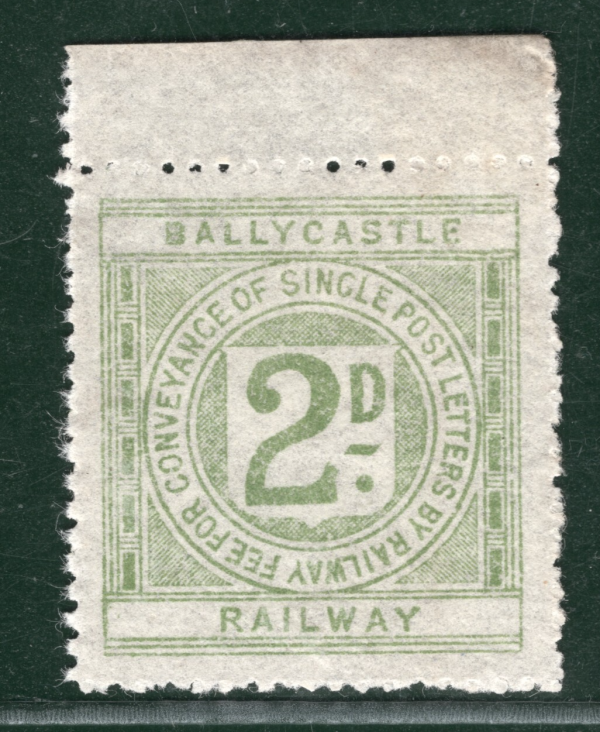 BALLYCASTLE
FEE FOR CONVEYANCE OF SINGLE POST LETTERS BY RAILWAY
2D.
RAILWAY